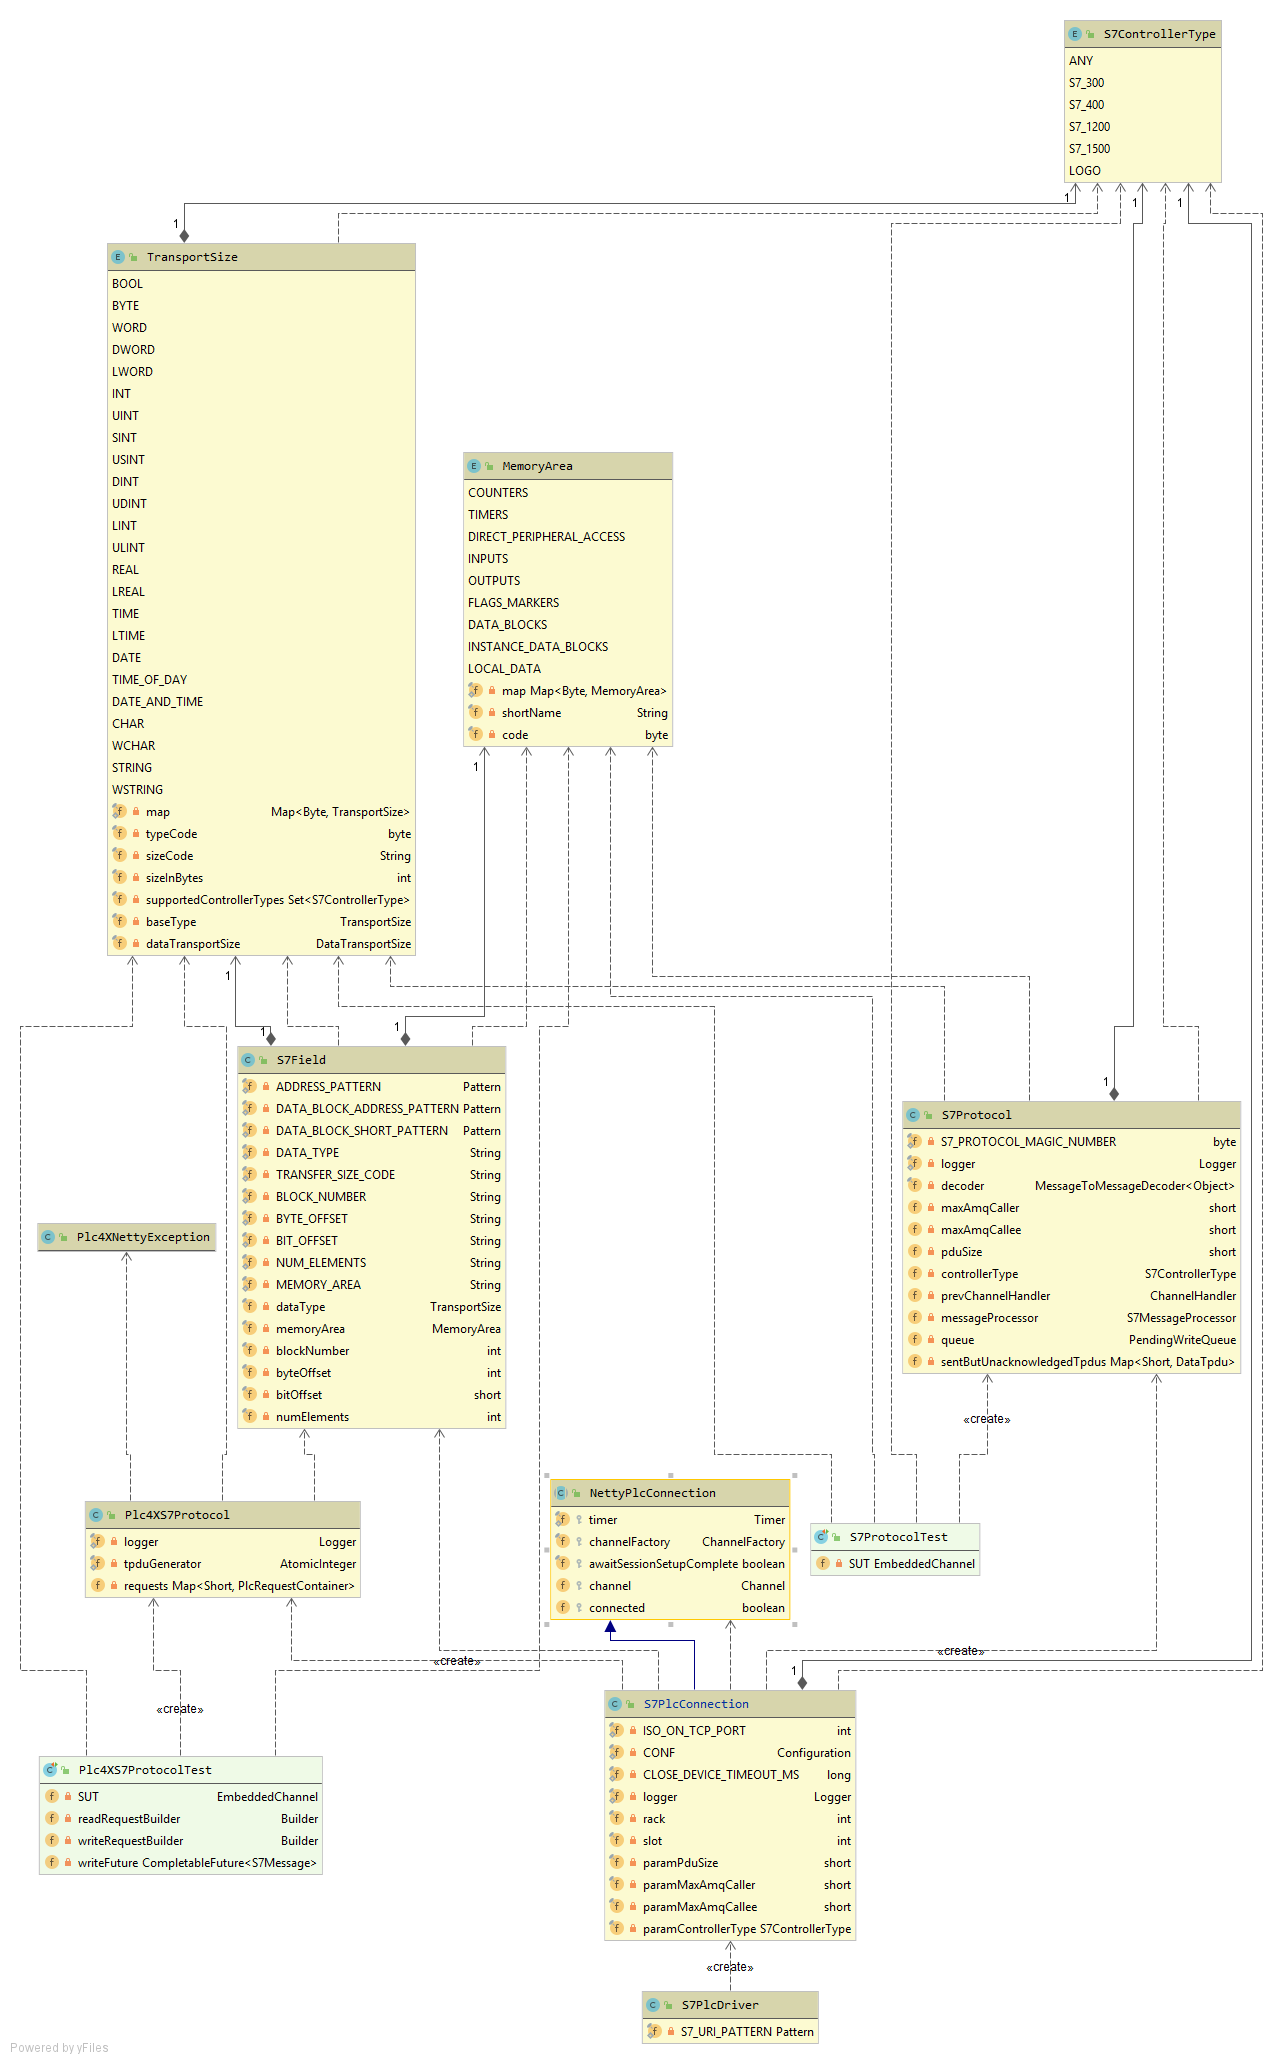 S7ControllerType
ANY
S7_300
S7_400
S7_1200
S7_1500
LOGO
1
1
1
1
TransportSize
BOOL
BYTE
WORD
DWORD
LWORD
INT
UINT
SINT
USINT
DINT
UDINT
LINT
ULINT
REAL
LREAL
TIME
LTIME
DATE
TIME_OF_DAY
DATE_AND_TIME
CHAR
WCHAR
STRING
WSTRING
map Map<Byte, TransportSize>
typeCode byte
sizeCode String
sizeInBytes int
supportedControllerTypes Set<S7ControllerType>
baseType TransportSize
dataTransportSize DataTransportSize
MemoryArea
COUNTERS
TIMERS
DIRECT_PERIPHERAL_ACCESS
INPUTS
OUTPUTS
FLAGS_MARKERS
DATA_BLOCKS
INSTANCE_DATA_BLOCKS
LOCAL_DATA
map Map<Byte, MemoryArea>
shortName String
code byte
1
1
1
1
S7Field
ADDRESS_PATTERN Pattern
DATA_BLOCK_ADDRESS_PATTERN Pattern
DATA_BLOCK_SHORT_PATTERN Pattern
DATA_TYPE String
TRANSFER_SIZE_CODE String
BLOCK_NUMBER String
BYTE_OFFSET String
BIT_OFFSET String
NUM_ELEMENTS String
MEMORY_AREA String
dataType TransportSize
memoryArea MemoryArea
blockNumber int
byteOffset int
bitOffset short
numElements int
1
S7Protocol
S7_PROTOCOL_MAGIC_NUMBER byte
logger Logger
decoder MessageToMessageDecoder<Object>
maxAmqCaller short
maxAmqCallee short
pduSize short
controllerType S7ControllerType
prevChannelHandler ChannelHandler
messageProcessor S7MessageProcessor
queue PendingWriteQueue
sentButUnacknowledgedTpdus Map<Short, DataTpdu>
Plc4XNettyException
«create»
Plc4XS7Protocol
logger Logger
tpduGenerator AtomicInteger
requests Map<Short, PlcRequestContainer>
NettyPlcConnection
timer Timer
channelFactory ChannelFactory
awaitSessionSetupComplete boolean
channel Channel
connected boolean
S7ProtocolTest
SUT EmbeddedChannel
«create»
«create»
1
«create»
S7PlcConnection
ISO_ON_TCP_PORT int
CONF Configuration
CLOSE_DEVICE_TIMEOUT_MS long
logger Logger
rack int
slot int
paramPduSize short
paramMaxAmqCaller short
paramMaxAmqCallee short
paramControllerType S7ControllerType
Plc4XS7ProtocolTest
SUT EmbeddedChannel
readRequestBuilder Builder
writeRequestBuilder Builder
writeFuture CompletableFuture<S7Message>
«create»
S7PlcDriver
S7_URI_PATTERN Pattern
Powered by yFiles